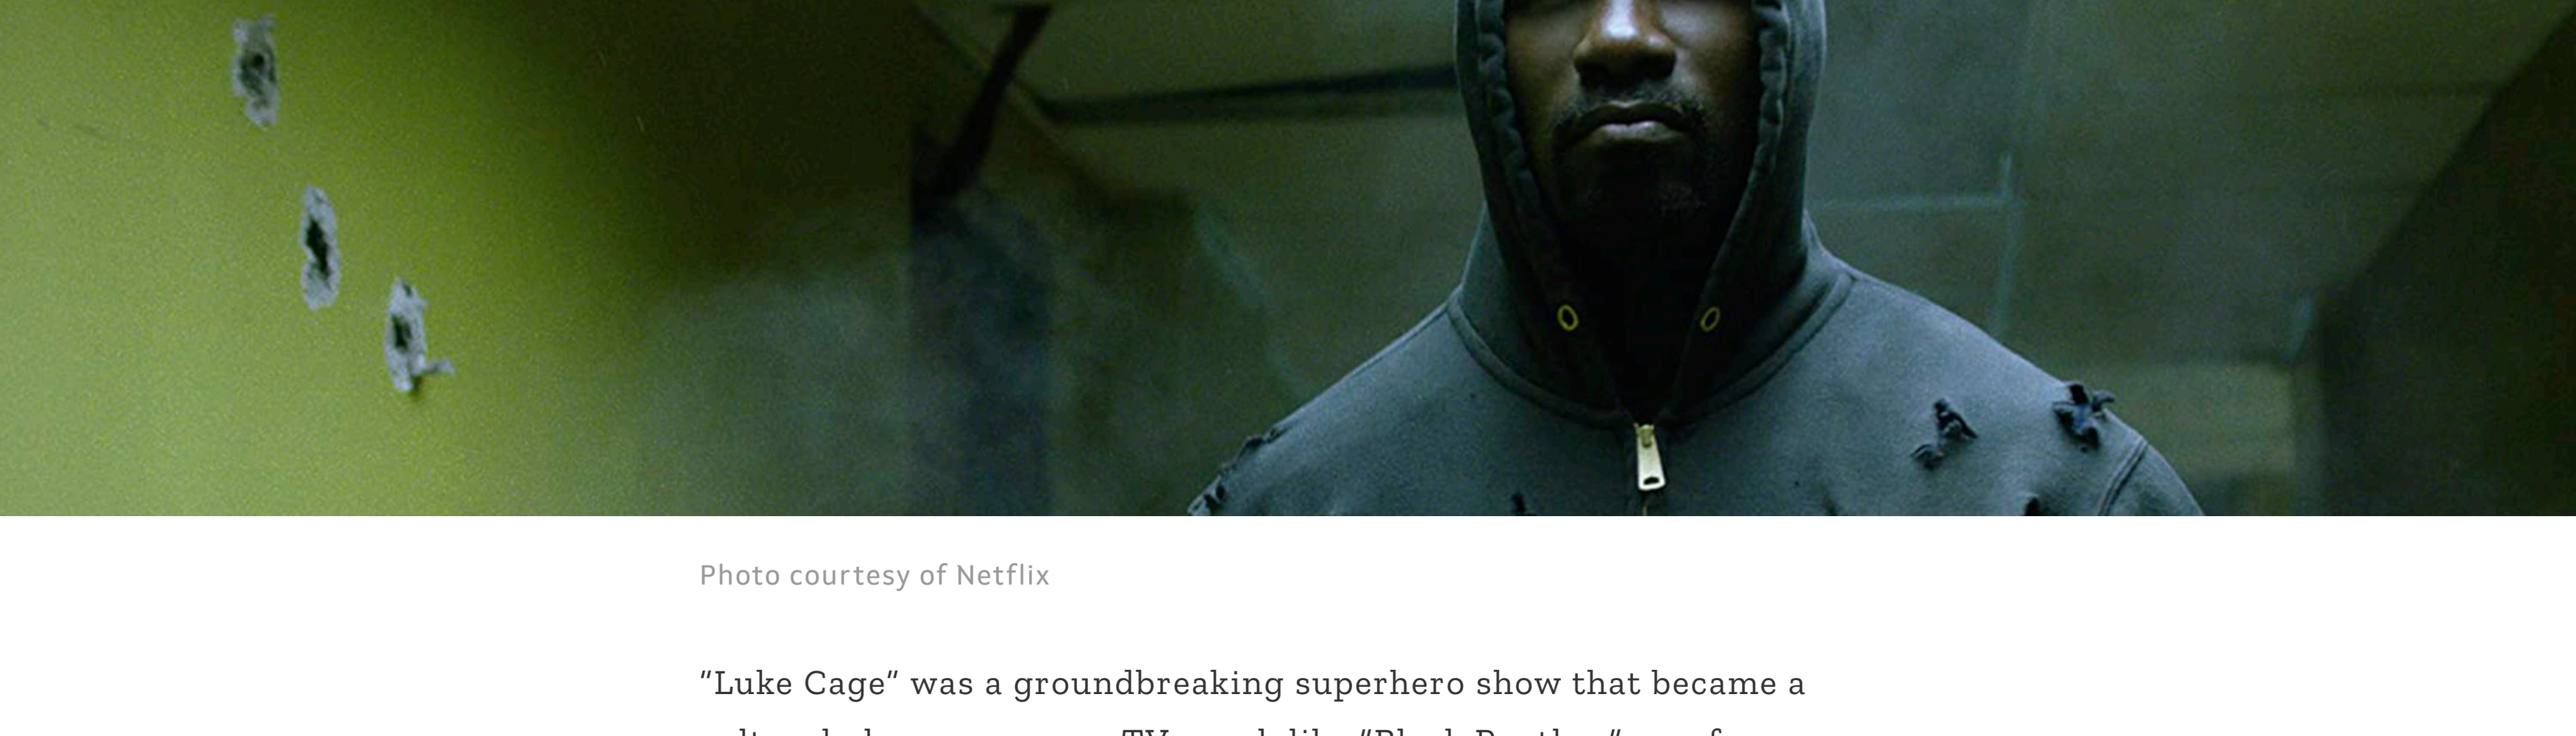 Photo courtesy of Netflix
"Luke Cage" was a groundbreaking superhero show that became a